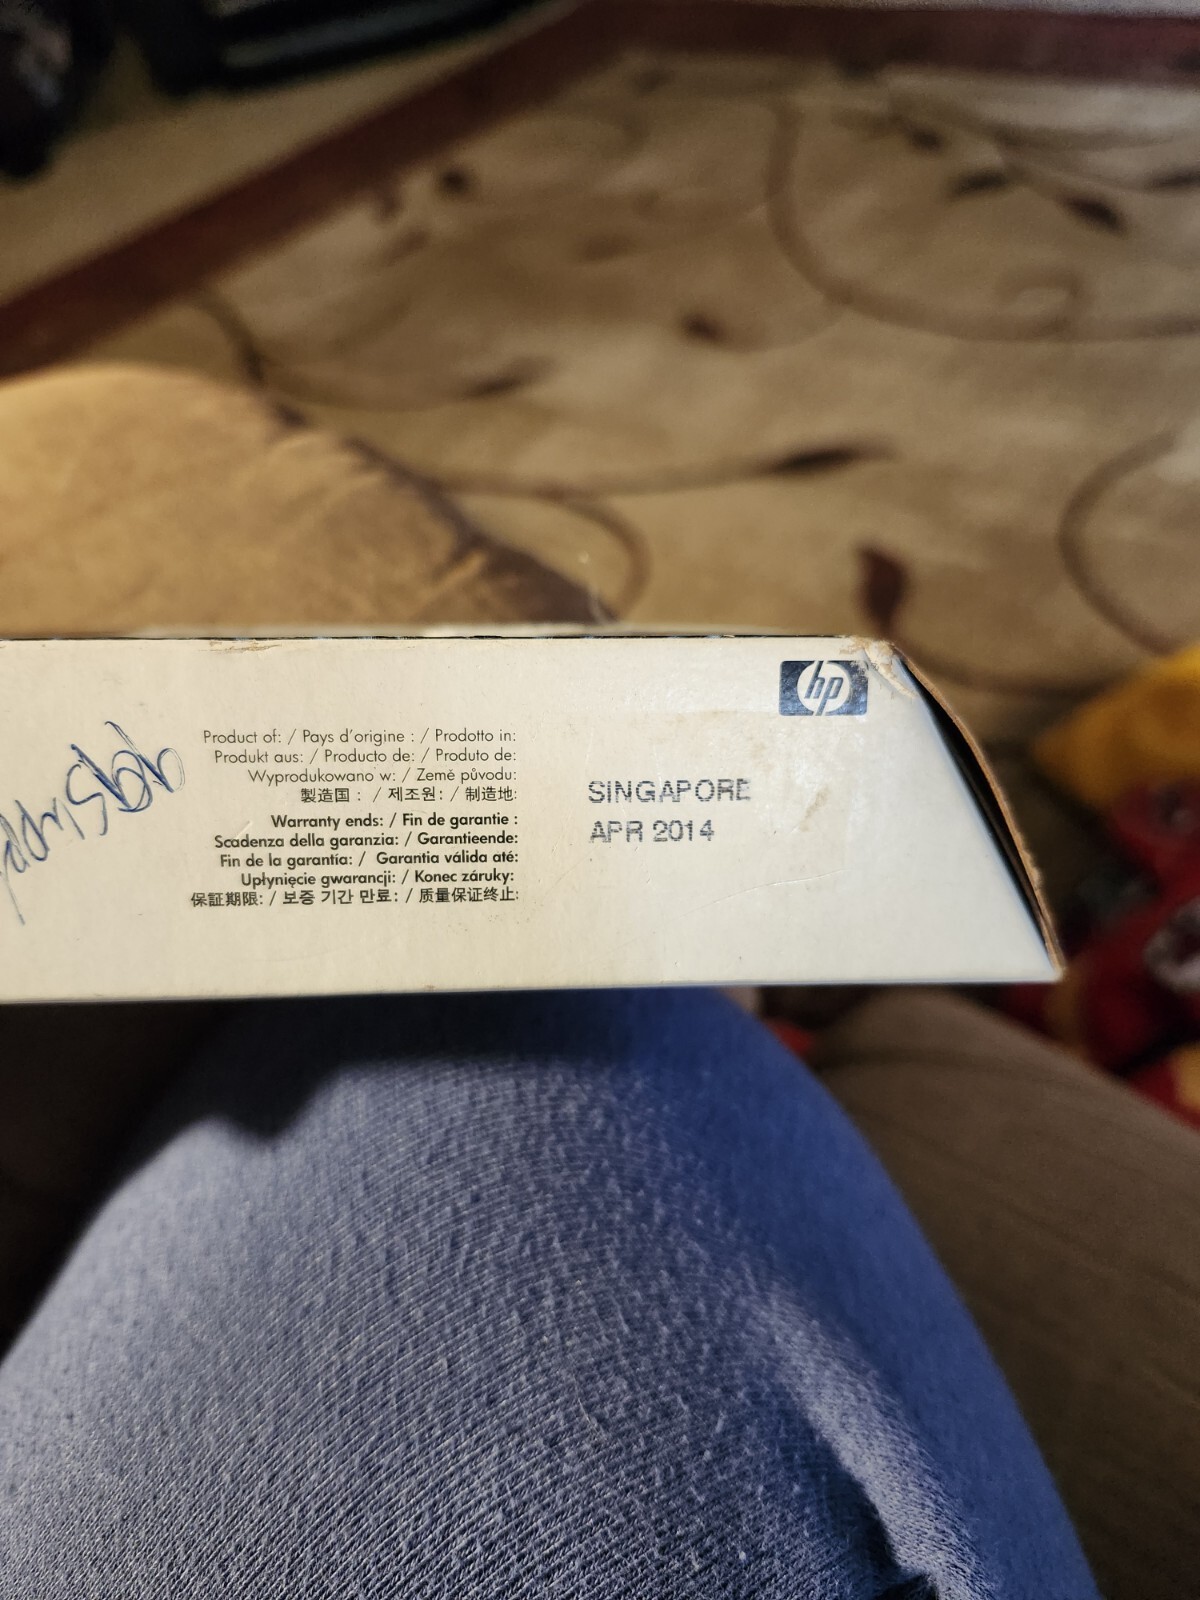 hp
Product of: / Pays d'origine : / Prodotto in:
Produkt aus: / Producto de: / Produto de:
Wyprodukowano w: / Země původu:
製造国 : / 제조원: / 制造地:
SINGAPORE
Warranty ends: / Fin de garantie :
Scadenza della garanzia: / Garantieende:
Fin de la garantía: / Garantia válida até:
Upłynięcie gwarancji: / Konec záruky:
保証期限: / 보증 기간 만료: / 质量保证终止:
APR 2014